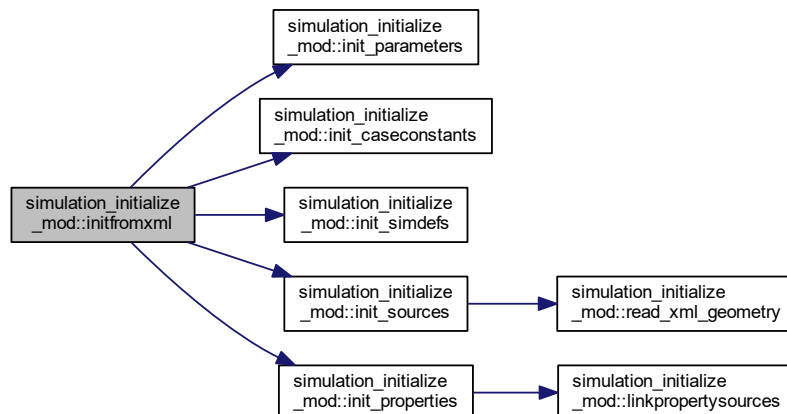 simulation_initialize
_mod::init_parameters
simulation_initialize
_mod::init_caseconstants
simulation_initialize
_mod::initfromxml
simulation_initialize
_mod::init_simdefs
simulation_initialize
_mod::init_sources
simulation_initialize
_mod::read_xml_geometry
simulation_initialize
_mod::init_properties
simulation_initialize
_mod::linkpropertysources